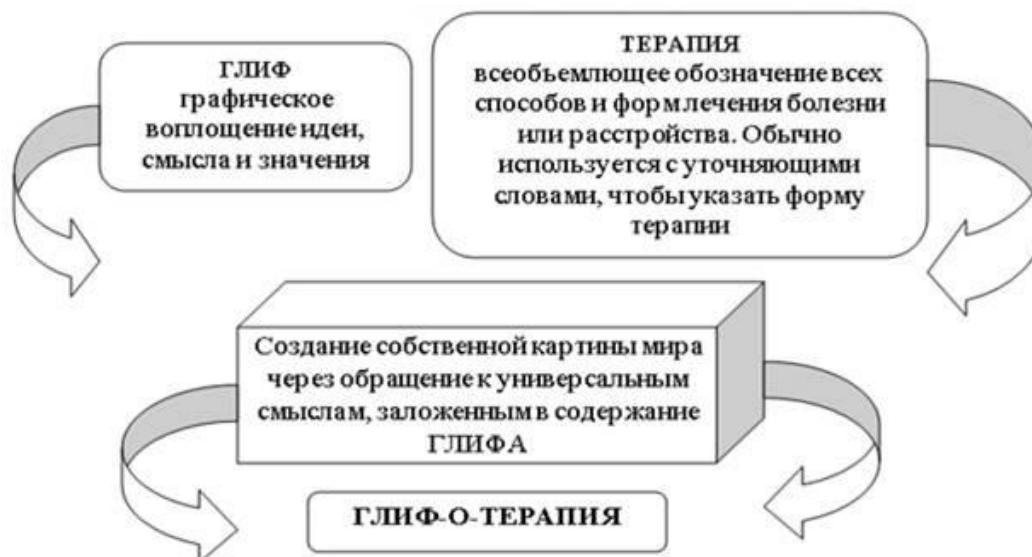 ГЛИФ
графическое
воплощение идеи,
смысла и значения
ТЕРАПИЯ
всеобъемлющее обозначение всех
способов и форм лечения болезни
или расстройства. Обычно
используется с уточняющими
словами, чтобы указать форму
терапии
Создание собственной картины мира
через обращение к универсальным
смыслам, заложенным в содержание
ГЛИФА
ГЛИФ-О-ТЕРАПИЯ